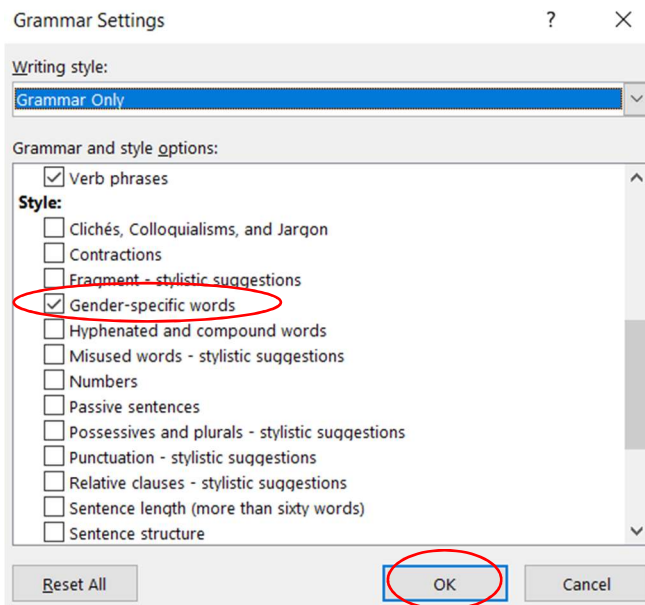 Grammar Settings ?
Writing style:
Grammar Only
Grammar and style options:
Verb phrases
Style:
Clichés, Colloquialisms, and Jargon
Contractions
Fragment - stylistic suggestions
Gender-specific words
Hyphenated and compound words
Misused words - stylistic suggestions
Numbers
Passive sentences
Possessives and plurals - stylistic suggestions
Punctuation - stylistic suggestions
Relative clauses - stylistic suggestions
Sentence length (more than sixty words)
Sentence structure
Reset All OK Cancel